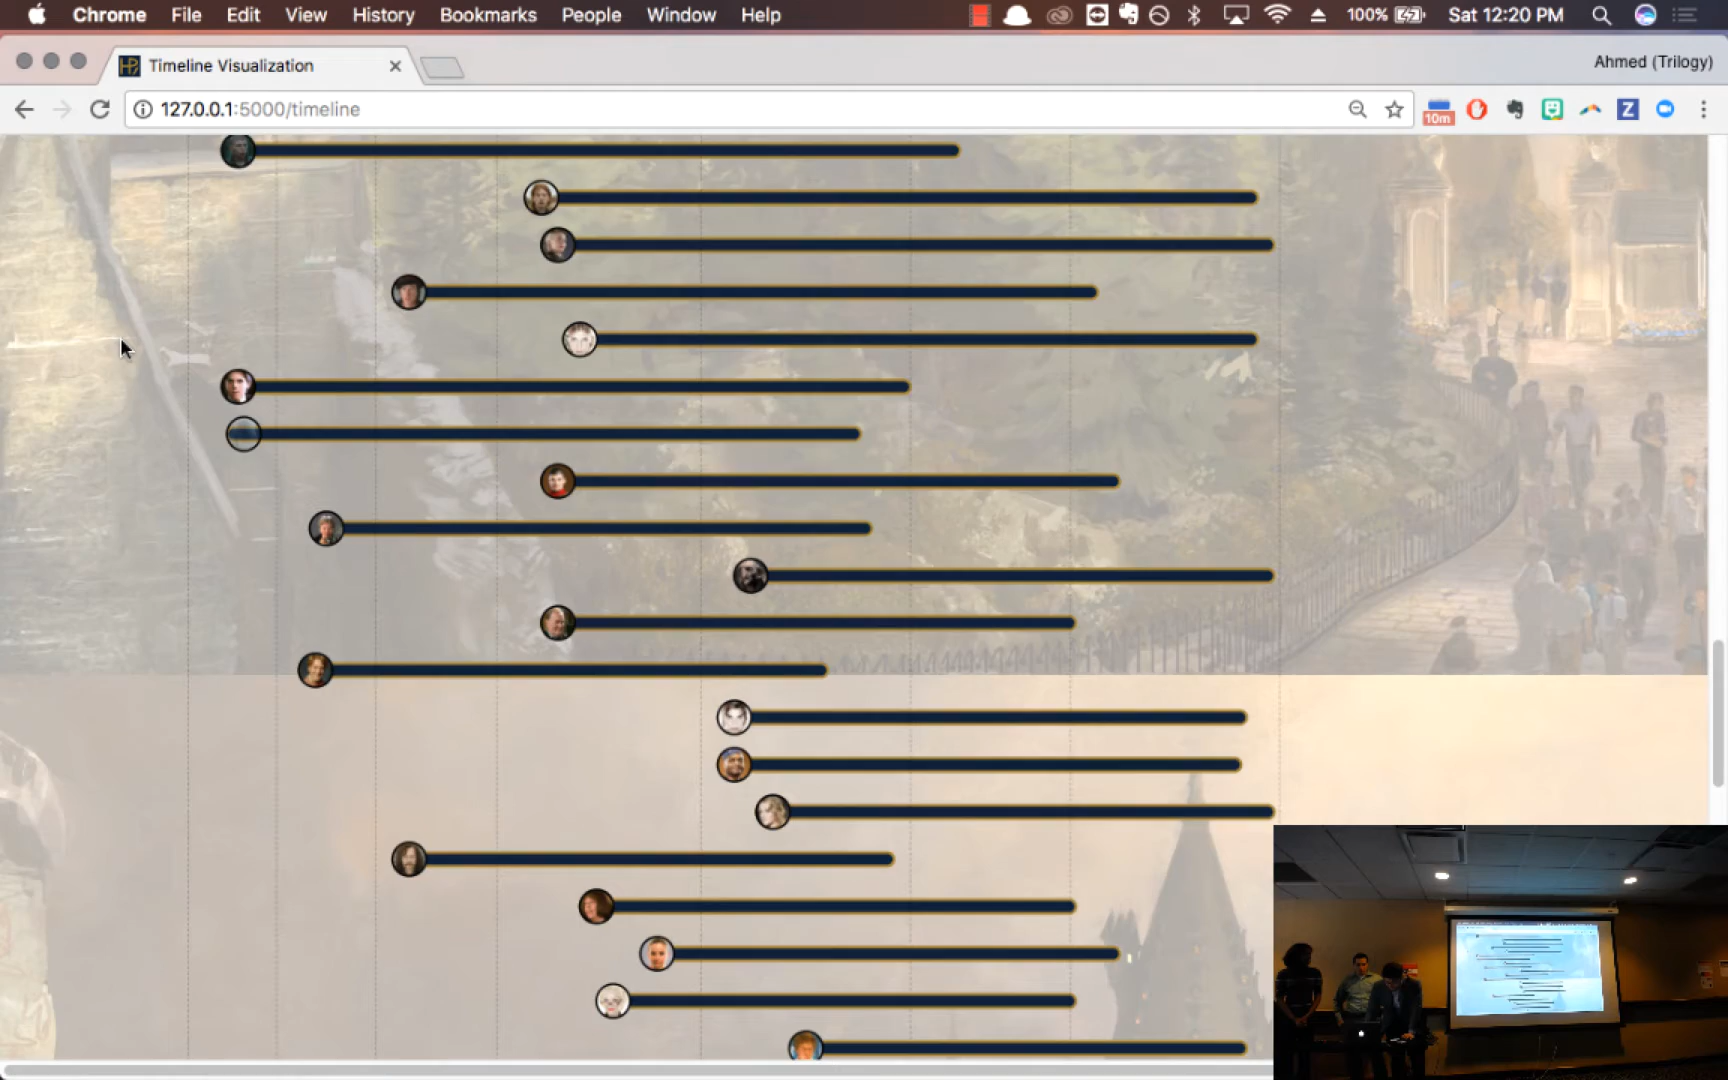 Chrome File Edit View History Bookmarks People Window Help 100% Sat 12:20 PM
Timeline Visualization
Ahmed (Trilogy)
127.0.0.1:5000/timeline
10m
Z